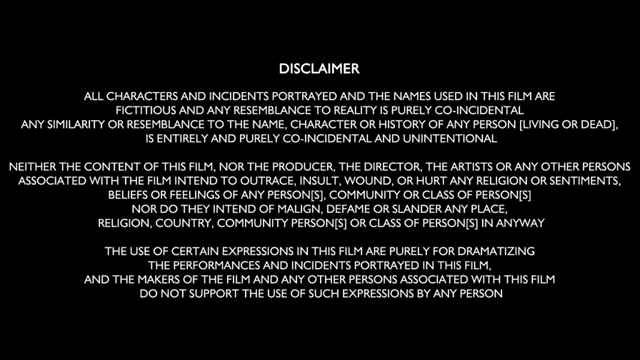 DISCLAIMER
ALL CHARACTERS AND INCIDENTS PORTRAYED AND THE NAMES USED IN THIS FILM ARE
FICTITIOUS AND ANY RESEMBLANCE TO REALITY IS PURELY CO-INCIDENTAL
ANY SIMILARITY OR RESEMBLANCE TO THE NAME, CHARACTER OR HISTORY OF ANY PERSON [LIVING OR DEAD],
IS ENTIRELY AND PURELY CO-INCIDENTAL AND UNINTENTIONAL
NEITHER THE CONTENT OF THIS FILM, NOR THE PRODUCER, THE DIRECTOR, THE ARTISTS OR ANY OTHER PERSONS
ASSOCIATED WITH THE FILM INTEND TO OUTRACE, INSULT, WOUND, OR HURT ANY RELIGION OR SENTIMENTS,
BELIEFS OR FEELINGS OF ANY PERSON[S], COMMUNITY OR CLASS OF PERSON[S]
NOR DO THEY INTEND OF MALIGN, DEFAME OR SLANDER ANY PLACE,
RELIGION, COUNTRY, COMMUNITY PERSON[S] OR CLASS OF PERSON[S] IN ANYWAY
THE USE OF CERTAIN EXPRESSIONS IN THIS FILM ARE PURELY FOR DRAMATIZING
THE PERFORMANCES AND INCIDENTS PORTRAYED IN THIS FILM,
AND THE MAKERS OF THE FILM AND ANY OTHER PERSONS ASSOCIATED WITH THIS FILM
DO NOT SUPPORT THE USE OF SUCH EXPRESSIONS BY ANY PERSON